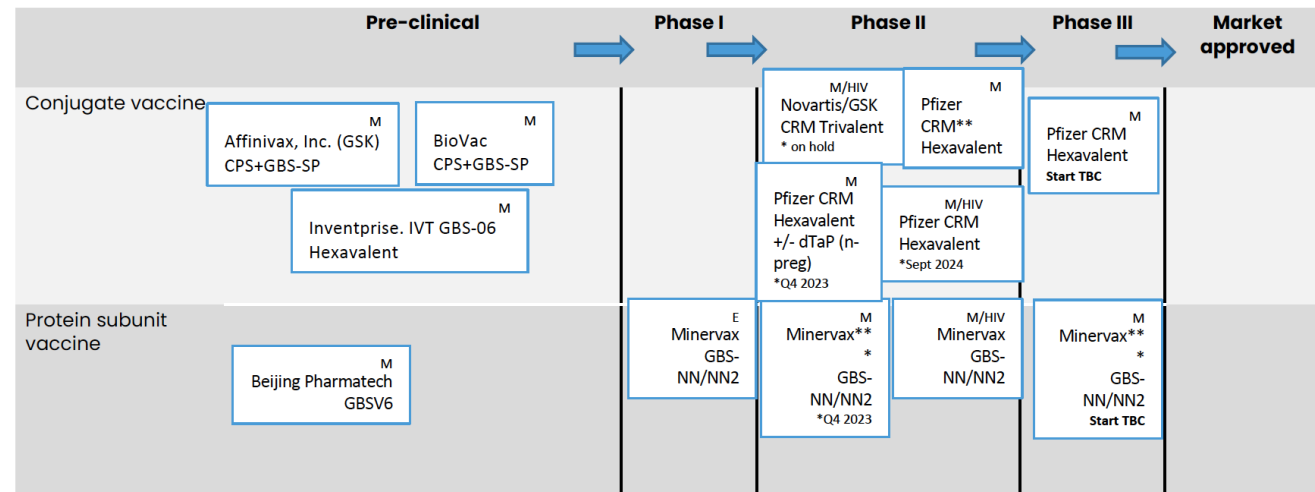 Pre-clinical
Phase I
Phase II
Phase III
Market
approved
Conjugate vaccine
M
Affinivax, Inc. (GSK)
CPS+GBS-SP
M
BioVac
CPS+GBS-SP
M
Inventprise. IVT GBS-06
Hexavalent
M/HIV
Novartis/GSK
CRM Trivalent
* on hold
M
Pfizer
CRM**
Hexavalent
M
Pfizer CRM
Hexavalent
+/- dTaP (n-
preg)
*Q4 2023
M/HIV
Pfizer CRM
Hexavalent
*Sept 2024
M
Pfizer CRM
Hexavalent
Start TBC
Protein subunit
vaccine
M
Beijing Pharmatech
GBSV6
E
Minervax
GBS-
NN/NN2
M
Minervax**
*
GBS-
NN/NN2
*Q4 2023
M/HIV
Minervax
GBS-
NN/NN2
M
Minervax**
*
GBS-
NN/NN2
Start TBC